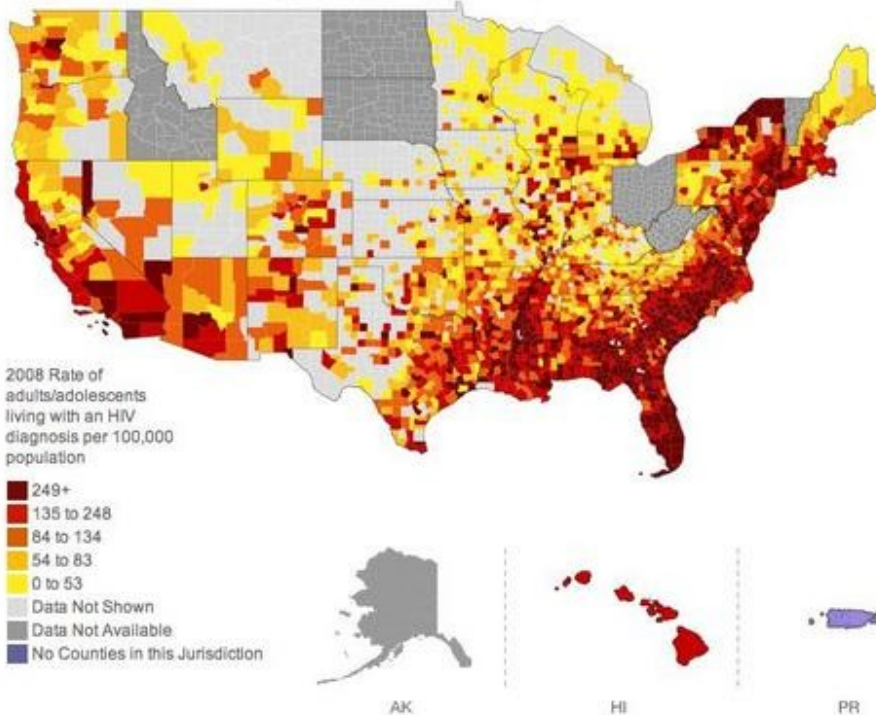 2008 Rate of
adults/adolescents
living with an HIV
diagnosis per 100,000
population
249+
135 to 248
84 to 134
54 to 83
0 to 53
Data Not Shown
Data Not Available
No Counties in this Jurisdiction
AK
HI
PR